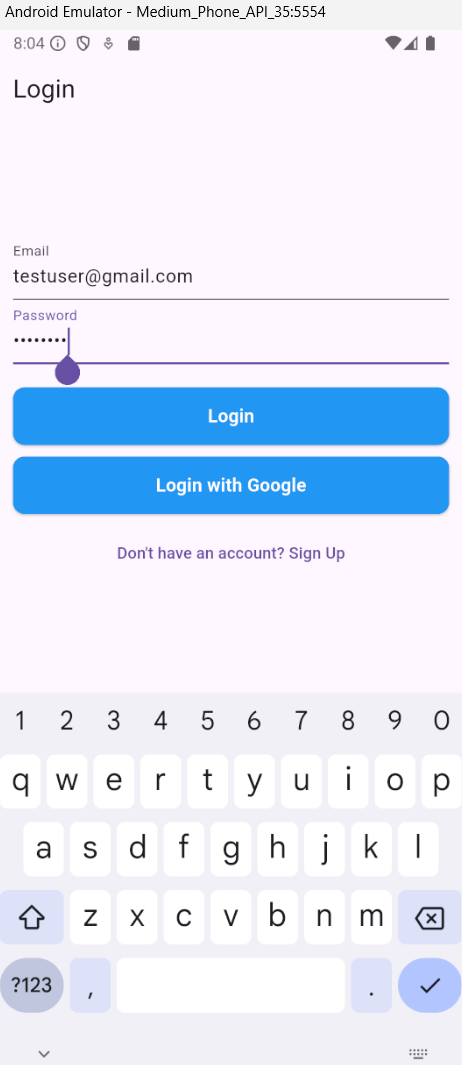 Android Emulator - Medium_Phone_API_35:5554
8:04
Login
Email
testuser@gmail.com
Password
••••••••
Login
Login with Google
Don't have an account? Sign Up
1 2 3 4 5 6 7 8 9 0
q w e r t y u i o p
a s d f g h j k l
z x c v b n m
?123 , .